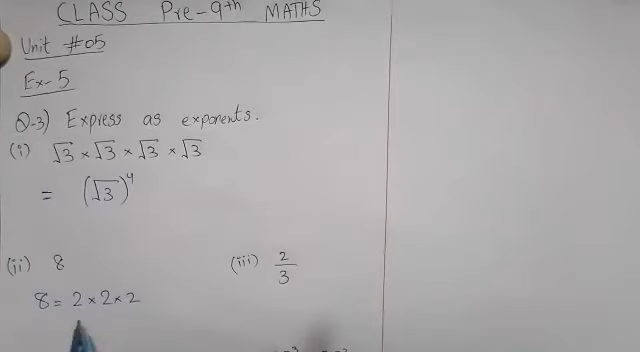 CLASS Pre-9th MATHS
Unit #05
Ex-5
Q-3) Express as exponents.
(i) √3 × √3 × √3 × √3
= (√3)^4
(ii) 8 (iii) 2/3
8 = 2 × 2 × 2